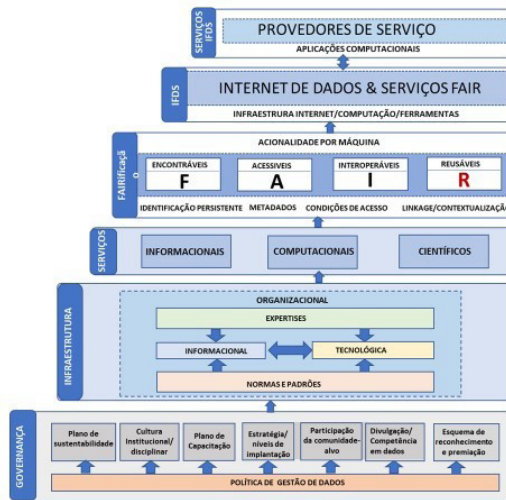 SERVIÇOS
IFDS
PROVEDORES DE SERVIÇO
APLICAÇÕES COMPUTACIONAIS
IFDS
INTERNET DE DADOS & SERVIÇOS FAIR
INFRAESTRURA INTERNET/COMPUTAÇÃO/FERRAMENTAS
FAIRificaçã
o
ACIONALIDADE POR MÁQUINA
ENCONTRÁVEIS
F
ACESSIVEIS
A
INTEROPERÁVEIS
I
REUSÁVEIS
R
IDENTIFICAÇÃO PERSISTENTE
METADADOS
CONDIÇÕES DE ACESSO
LINKAGE/CONTEXTUALIZAÇÃO
SERVIÇOS
INFORMACIONAIS
COMPUTACIONAIS
CIENTÍFICOS
INFRAESTRUTURA
ORGANIZACIONAL
EXPERTISES
INFORMACIONAL
TECNOLÓGICA
NORMAS E PADRÕES
GOVERNANÇA
Plano de
sustentabilidade
Cultura
Institucional/
disciplinar
Plano de
Capacitação
Estratégia/
níveis de
implantação
Participação
da comunidade-
alvo
Divulgação/
Competência
em dados
Esquema de
reconhecimento
e premiação
POLÍTICA DE GESTÃO DE DADOS